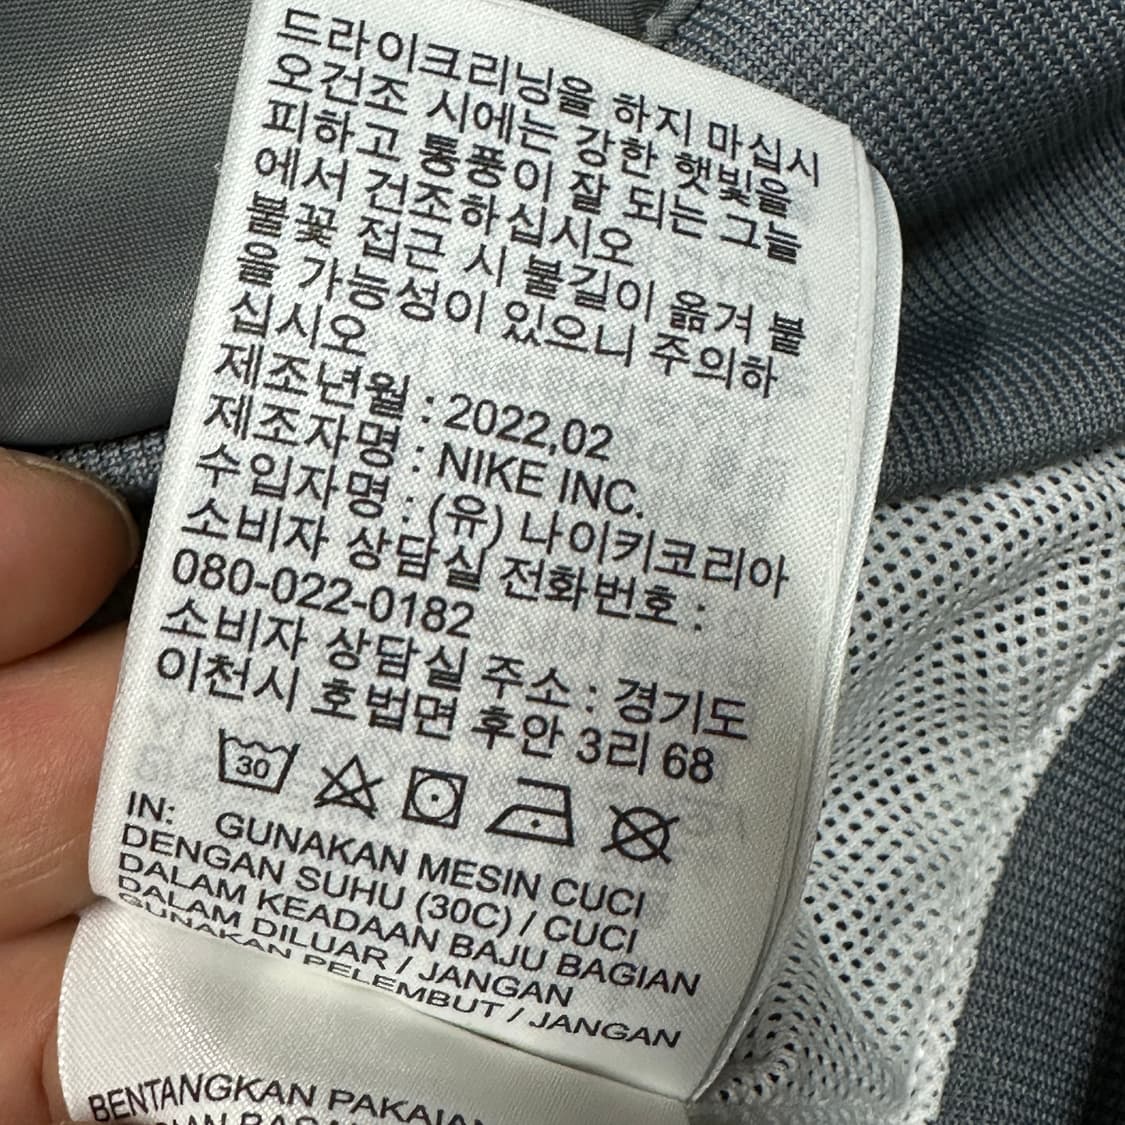 드라이크리닝을 하지 마십시
오건조 시에는 강한 햇빛을
피하고 통풍이 잘 되는 그늘
에서 건조하십시오
불꽃 접근 시 불길이 옮겨 붙
을 가능성이 있으니 주의하
십시오
제조년월 : 2022,02
제조자명 : NIKE INC.
수입자명 : (유) 나이키코리아
소비자 상담실 전화번호 :
080-022-0182
소비자 상담실 주소 : 경기도
이천시 호법면 후안 3리 68
30
IN: GUNAKAN MESIN CUCI
DENGAN SUHU (30C) / CUCI
DALAM KEADAAN BAJU BAGIAN
DALAM DILUAR / JANGAN
GUNAKAN PELEMBUT / JANGAN
BENTANGKAN PAKAIAN